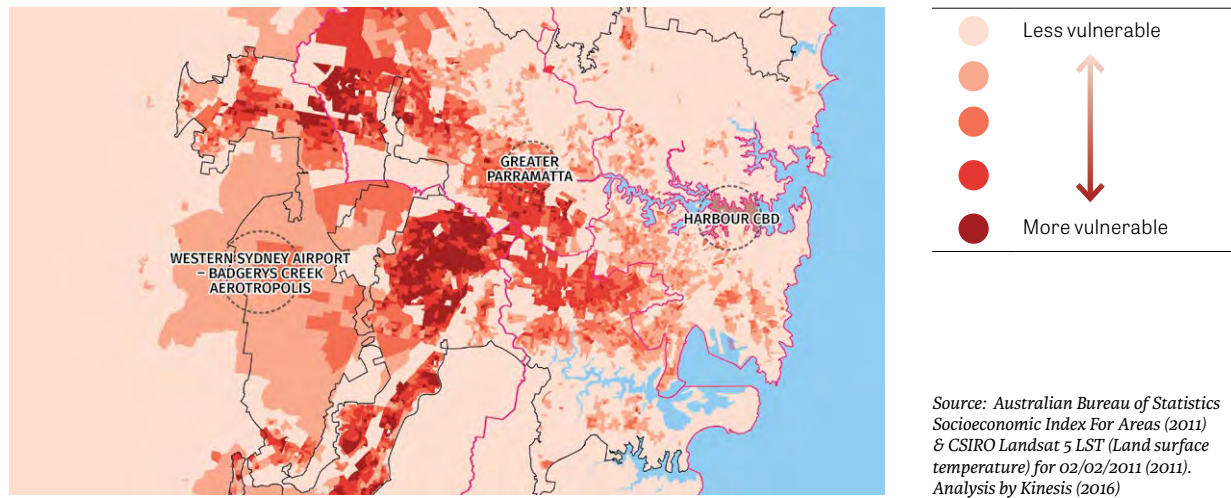 GREATER
PARRAMATTA
HARBOUR CBD
WESTERN SYDNEY AIRPORT
– BADGERYS CREEK
AEROTROPOLIS
Less vulnerable
More vulnerable
Source: Australian Bureau of Statistics
Socioeconomic Index For Areas (2011)
& CSIRO Landsat 5 LST (Land surface
temperature) for 02/02/2011 (2011).
Analysis by Kinesis (2016)